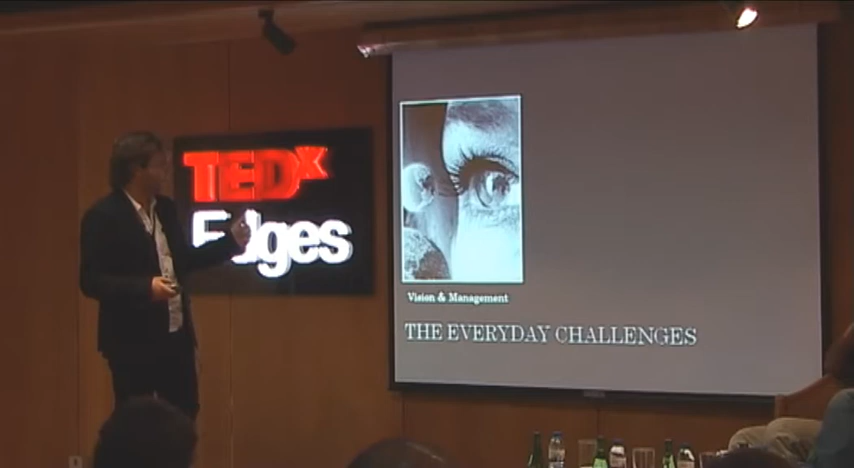 TEDx
Edges
Vision & Management
THE EVERYDAY CHALLENGES